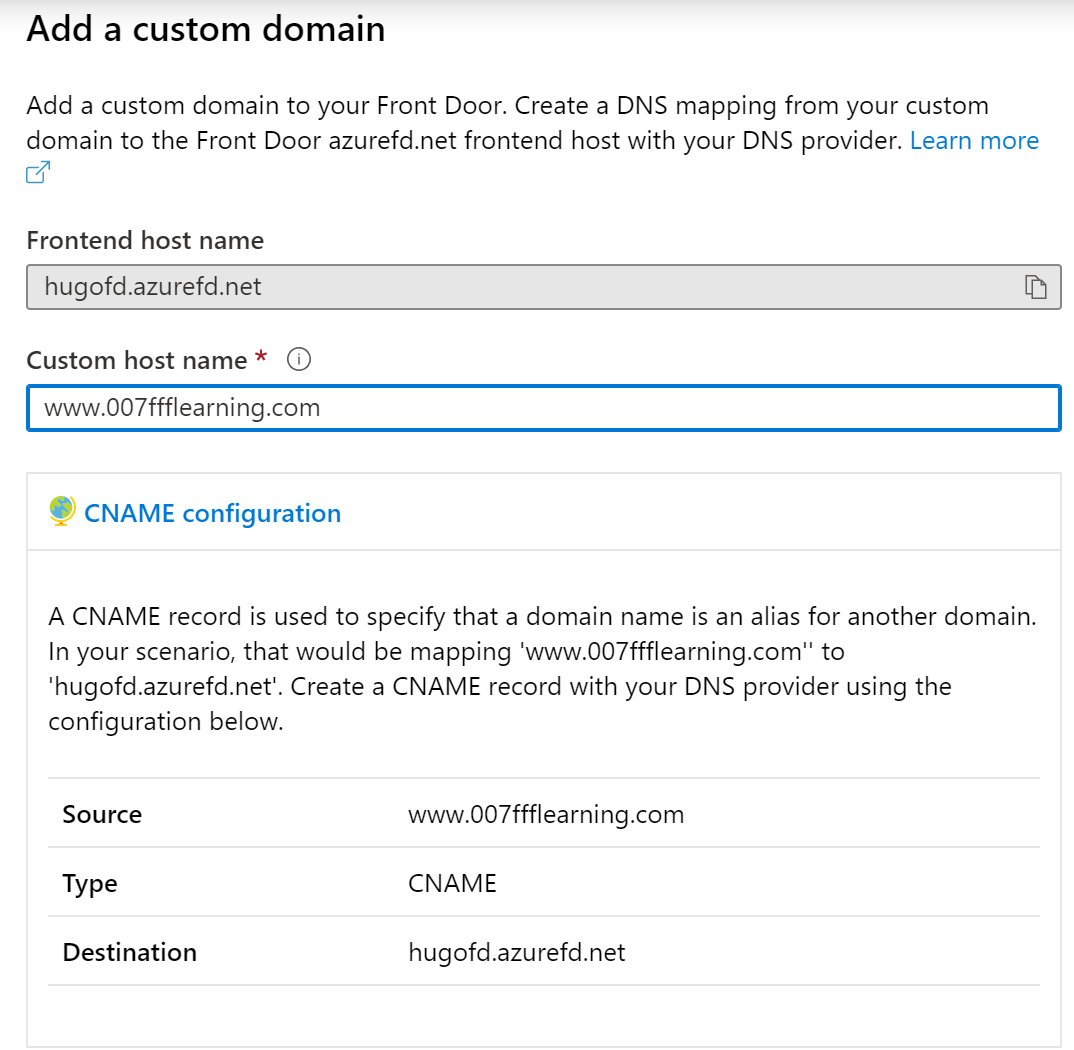 Add a custom domain
Add a custom domain to your Front Door. Create a DNS mapping from your custom
domain to the Front Door azurefd.net frontend host with your DNS provider. Learn more
Frontend host name
hugofd.azurefd.net
Custom host name *
www.007ffflearning.com
CNAME configuration
A CNAME record is used to specify that a domain name is an alias for another domain.
In your scenario, that would be mapping 'www.007ffflearning.com'' to
'hugofd.azurefd.net'. Create a CNAME record with your DNS provider using the
configuration below.
Source www.007ffflearning.com
Type CNAME
Destination hugofd.azurefd.net